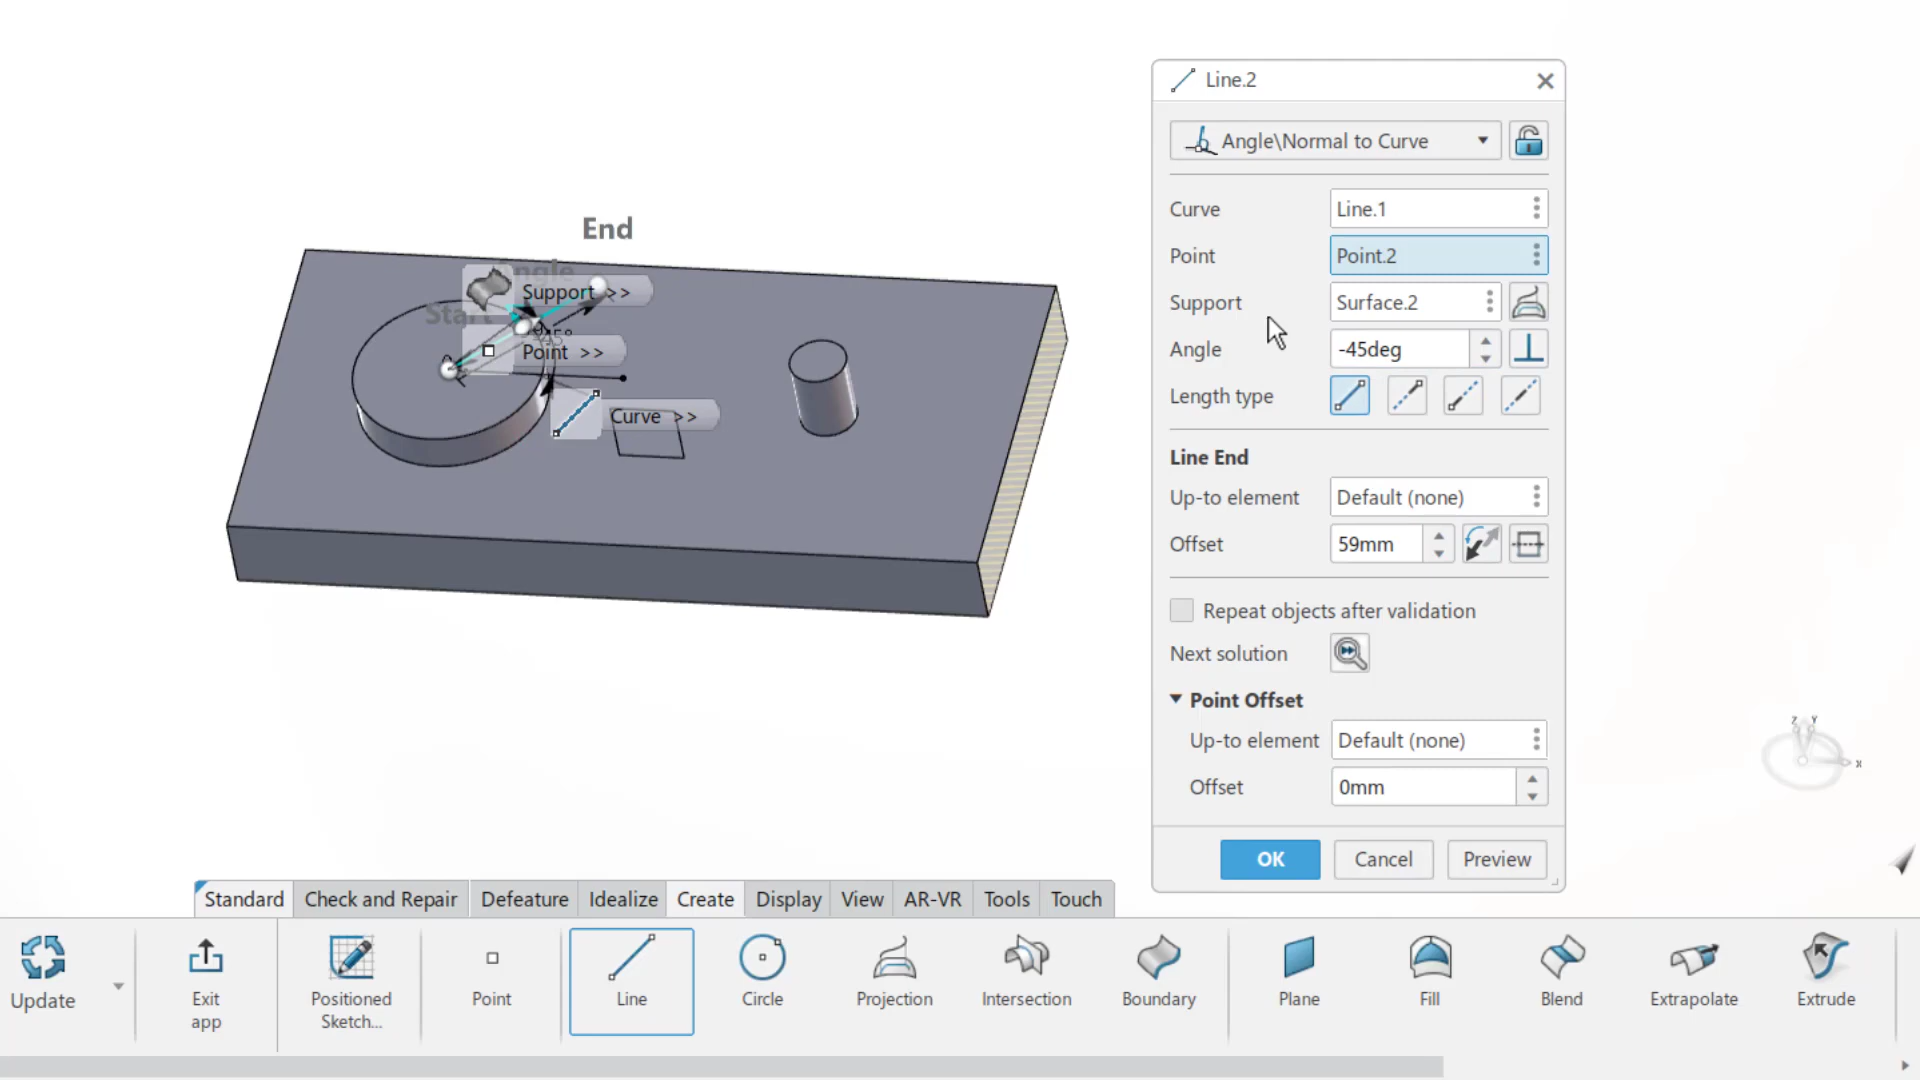 Line.2
Angle\Normal to Curve
Curve
Line.1
Point
Point.2
Support
Surface.2
Angle
-45deg
Length type
Line End
Up-to element
Default (none)
Offset
59mm
Repeat objects after validation
Next solution
Point Offset
Up-to element
Default (none)
Offset
0mm
OK
Cancel
Preview
End
Angle
Support >>
Start
Point >>
Curve >>
Z
Y
X
Standard
Check and Repair
Defeature
Idealize
Create
Display
View
AR-VR
Tools
Touch
Update
Exit
app
Positioned
Sketch...
Point
Line
Circle
Projection
Intersection
Boundary
Plane
Fill
Blend
Extrapolate
Extrude